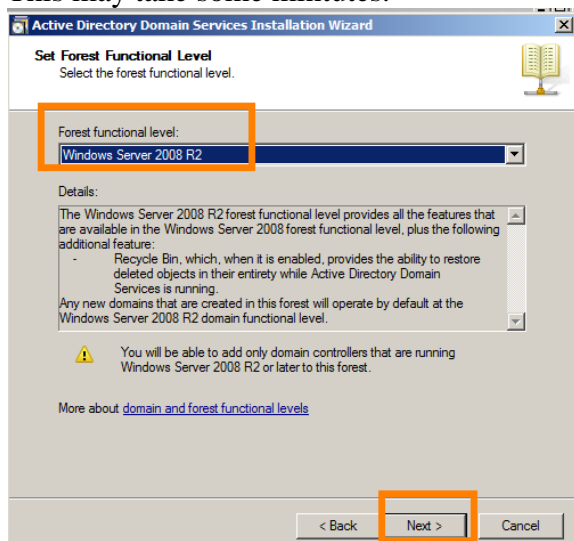 This may take some minutes.
Active Directory Domain Services Installation Wizard
Set Forest Functional Level
Select the forest functional level.
Forest functional level:
Windows Server 2008 R2
Details:
The Windows Server 2008 R2 forest functional level provides all the features that
are available in the Windows Server 2008 forest functional level, plus the following
additional feature:
- Recycle Bin, which, when it is enabled, provides the ability to restore
deleted objects in their entirety while Active Directory Domain
Services is running.
Any new domains that are created in this forest will operate by default at the
Windows Server 2008 R2 domain functional level.
You will be able to add only domain controllers that are running
Windows Server 2008 R2 or later to this forest.
More about domain and forest functional levels
< Back Next > Cancel